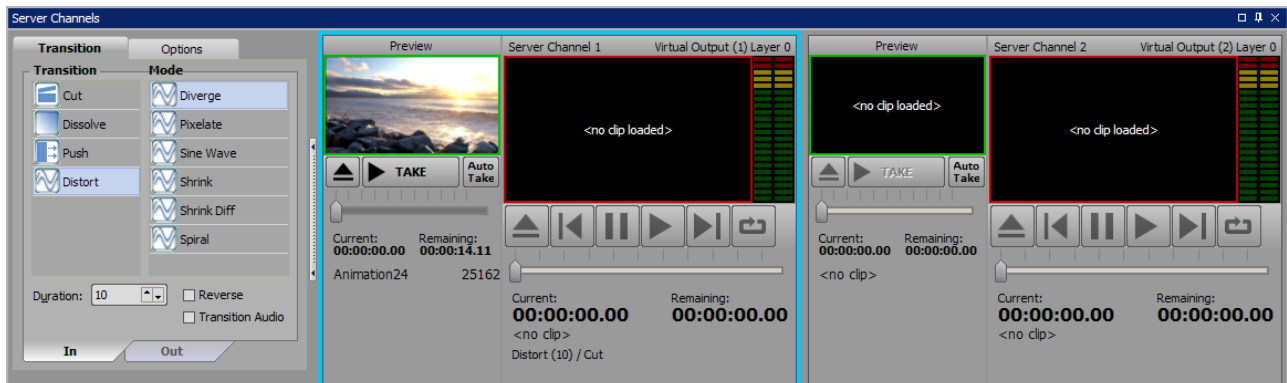 Server Channels
Transition
Options
Transition
Mode
Cut
Dissolve
Push
Distort
Diverge
Pixelate
Sine Wave
Shrink
Shrink Diff
Spiral
Duration: 10
Reverse
Transition Audio
In
Out
Preview
TAKE
Auto
Take
Current:
Remaining:
00:00:00.00
00:00:14.11
Animation24
25162
Server Channel 1
Virtual Output (1) Layer 0
<no clip loaded>
Current:
Remaining:
00:00:00.00
00:00:00.00
<no clip>
Distort (10) / Cut
Preview
<no clip loaded>
TAKE
Auto
Take
Current:
Remaining:
00:00:00.00
00:00:00.00
<no clip>
Server Channel 2
Virtual Output (2) Layer 0
<no clip loaded>
Current:
Remaining:
00:00:00.00
00:00:00.00
<no clip>